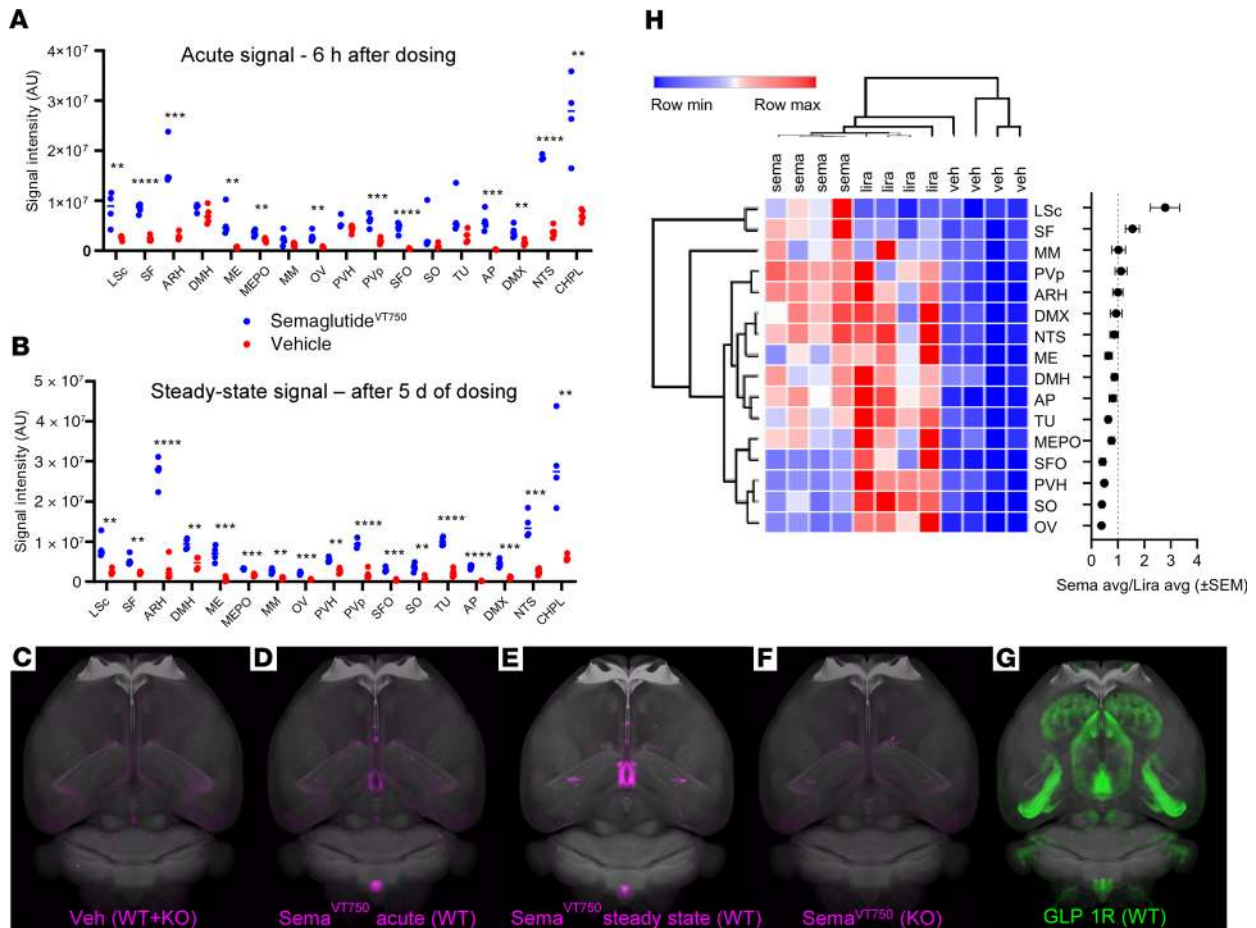 A
Acute signal - 6 h after dosing
Signal intensity (AU)
4×10⁷
3×10⁷
2×10⁷
1×10⁷
0
** **** *** ** ** ** *** **** *** ** **** **
LSc SF ARH DMH ME MEPO MM OV PVH PVp SFO SO TU AP DMX NTS CHPL
Semaglutide^VT750
Vehicle
B
Steady-state signal – after 5 d of dosing
Signal intensity (AU)
5 × 10⁷
4 × 10⁷
3 × 10⁷
2 × 10⁷
1 × 10⁷
0
** ** **** ** *** *** ** *** ** **** *** ** **** **** *** *** **
LSc SF ARH DMH ME MEPO MM OV PVH PVp SFO SO TU AP DMX NTS CHPL
H
Row min Row max
sema sema sema sema lira lira lira lira veh veh veh veh
LSc
SF
MM
PVp
ARH
DMX
NTS
ME
DMH
AP
TU
MEPO
SFO
PVH
SO
OV
0 1 2 3 4
Sema avg/Lira avg (±SEM)
C D E F G
Veh (WT+KO)
Sema^VT750 acute (WT)
Sema^VT750 steady state (WT)
Sema^VT750 (KO)
GLP 1R (WT)